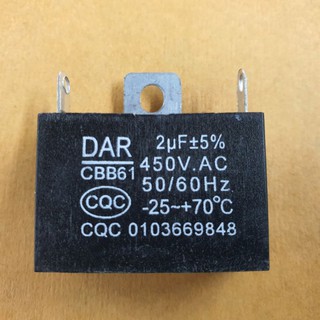 DAR 2μF±5%
CBB61 450V.AC
50/60Hz
CQC -25~+70℃
CQC 0103669848